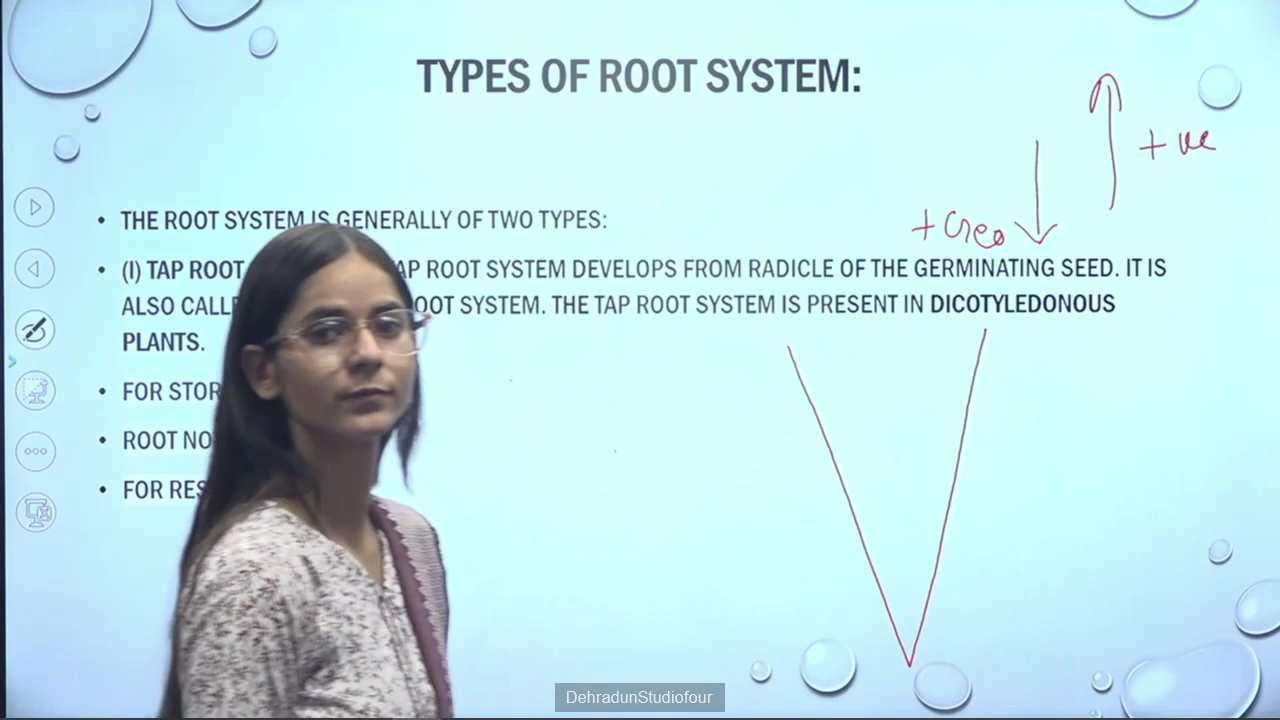 TYPES OF ROOT SYSTEM:
+ ve
• THE ROOT SYSTEM IS GENERALLY OF TWO TYPES:
• (I) TAP ROOT AP ROOT SYSTEM DEVELOPS FROM RADICLE OF THE GERMINATING SEED. IT IS
ALSO CALLE OOT SYSTEM. THE TAP ROOT SYSTEM IS PRESENT IN DICOTYLEDONOUS
PLANTS.
• FOR STOR
• ROOT NO
• FOR RES
DehradunStudiofour